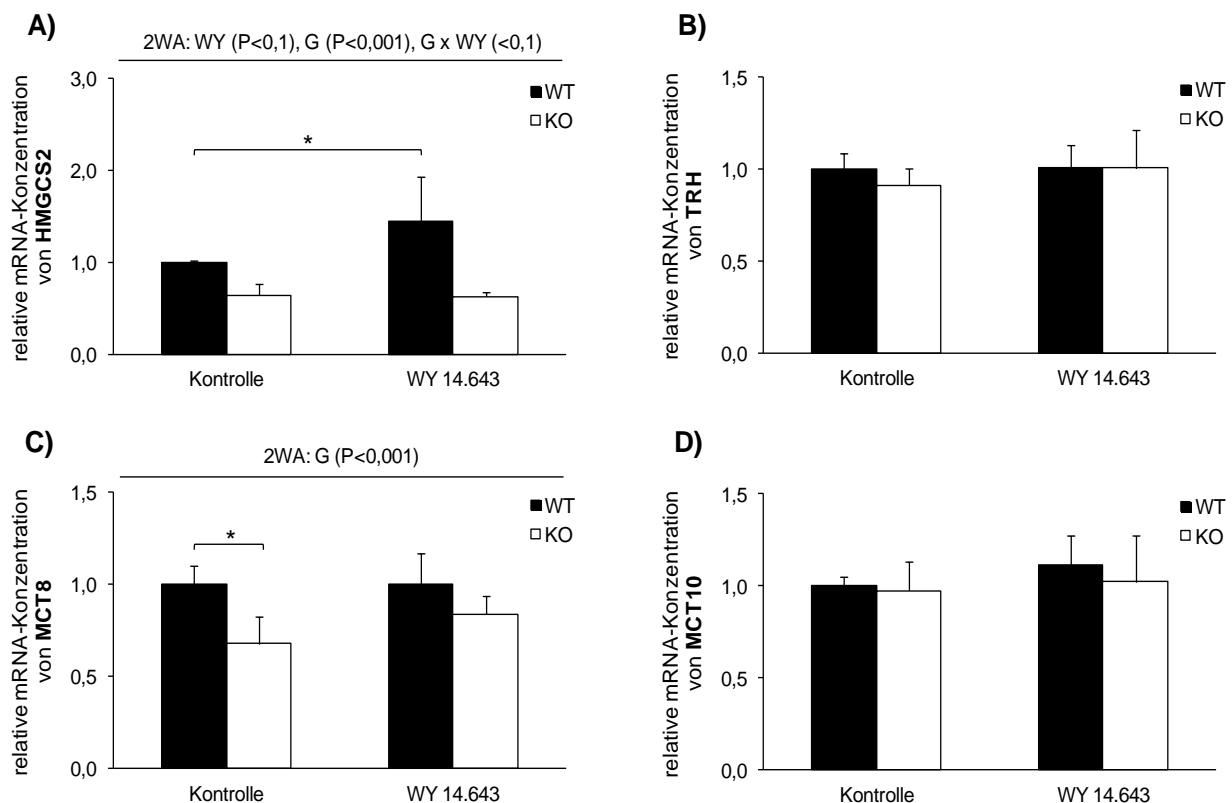 A)
2WA: WY (P<0,1), G (P<0,001), G x WY (<0,1)
relative mRNA-Konzentration
von HMGCS2
3,0
2,0
1,0
0,0
WT
KO
*
Kontrolle
WY 14.643
B)
relative mRNA-Konzentration
von TRH
1,5
1,0
0,5
0,0
WT
KO
Kontrolle
WY 14.643
C)
2WA: G (P<0,001)
relative mRNA-Konzentration
von MCT8
1,5
1,0
0,5
0,0
WT
KO
*
Kontrolle
WY 14.643
D)
relative mRNA-Konzentration
von MCT10
1,5
1,0
0,5
0,0
WT
KO
Kontrolle
WY 14.643